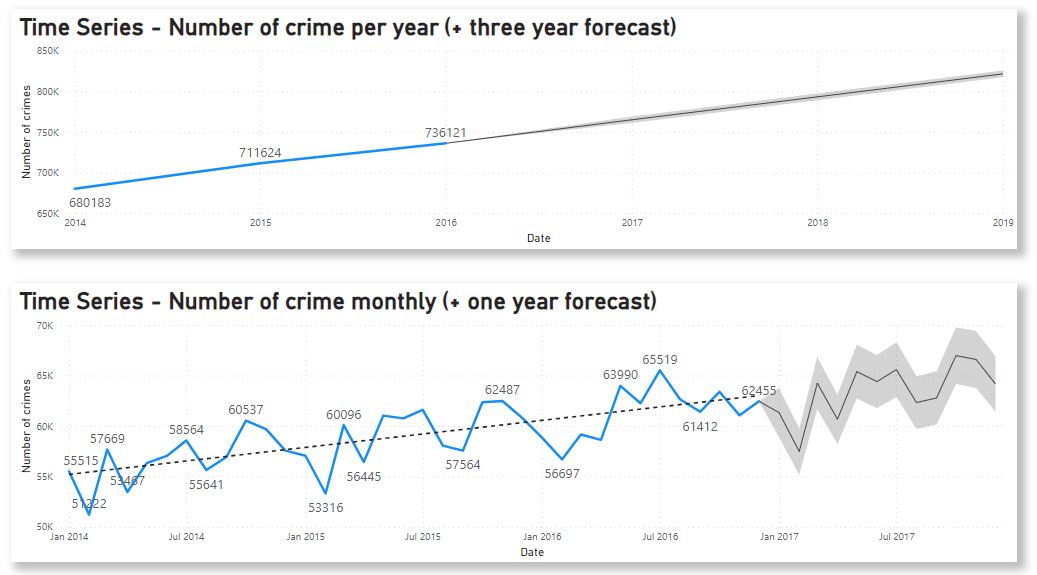 Time Series - Number of crime per year (+ three year forecast)
850K
800K
750K
700K
650K
Number of crimes
680183
711624
736121
2014
2015
2016
2017
2018
2019
Date
Time Series - Number of crime monthly (+ one year forecast)
70K
65K
60K
55K
50K
Number of crimes
55515
51222
57669
53467
58564
55641
60537
53316
60096
56445
57564
62487
56697
63990
65519
61412
62455
Jan 2014
Jul 2014
Jan 2015
Jul 2015
Jan 2016
Jul 2016
Jan 2017
Jul 2017
Date